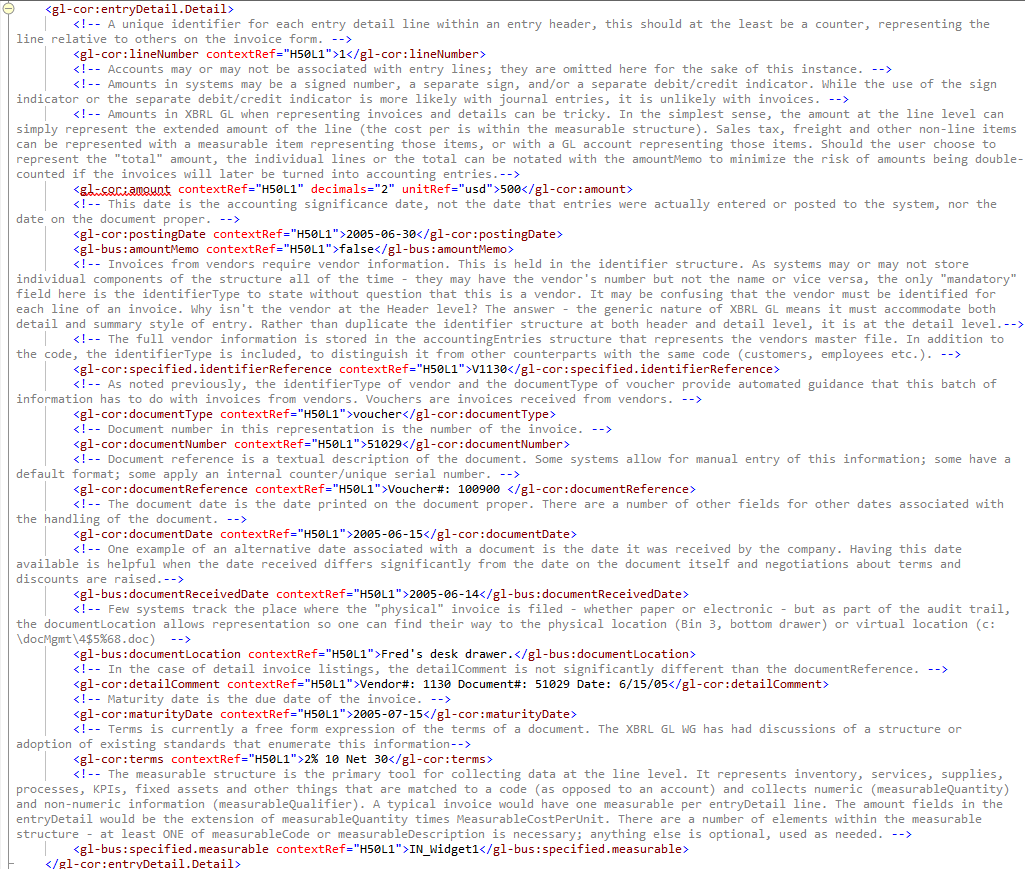 <gl-cor:entryDetail.Detail>
<!-- A unique identifier for each entry detail line within an entry header, this should at the least be a counter, representing the
line relative to others on the invoice form. -->
<gl-cor:lineNumber contextRef="H50L1">1</gl-cor:lineNumber>
<!-- Accounts may or may not be associated with entry lines; they are omitted here for the sake of this instance. -->
<!-- Amounts in systems may be a signed number, a separate sign, and/or a separate debit/credit indicator. While the use of the sign
indicator or the separate debit/credit indicator is more likely with journal entries, it is unlikely with invoices. -->
<!-- Amounts in XBRL GL when representing invoices and details can be tricky. In the simplest sense, the amount at the line level can
simply represent the extended amount of the line (the cost per is within the measurable structure). Sales tax, freight and other non-line items
can be represented with a measurable item representing those items, or with a GL account representing those items. Should the user choose to
represent the "total" amount, the individual lines or the total can be notated with the amountMemo to minimize the risk of amounts being double-
counted if the invoices will later be turned into accounting entries.-->
<gl-cor:amount contextRef="H50L1" decimals="2" unitRef="usd">500</gl-cor:amount>
<!-- This date is the accounting significance date, not the date that entries were actually entered or posted to the system, nor the
date on the document proper. -->
<gl-cor:postingDate contextRef="H50L1">2005-06-30</gl-cor:postingDate>
<gl-bus:amountMemo contextRef="H50L1">false</gl-bus:amountMemo>
<!-- Invoices from vendors require vendor information. This is held in the identifier structure. As systems may or may not store
individual components of the structure all of the time - they may have the vendor's number but not the name or vice versa, the only "mandatory"
field here is the identifierType to state without question that this is a vendor. It may be confusing that the vendor must be identified for
each line of an invoice. Why isn't the vendor at the Header level? The answer - the generic nature of XBRL GL means it must accommodate both
detail and summary style of entry. Rather than duplicate the identifier structure at both header and detail level, it is at the detail level.-->
<!-- The full vendor information is stored in the accountingEntries structure that represents the vendors master file. In addition to
the code, the identifierType is included, to distinguish it from other counterparts with the same code (customers, employees etc.). -->
<gl-cor:specified.identifierReference contextRef="H50L1">V1130</gl-cor:specified.identifierReference>
<!-- As noted previously, the identifierType of vendor and the documentType of voucher provide automated guidance that this batch of
information has to do with invoices from vendors. Vouchers are invoices received from vendors. -->
<gl-cor:documentType contextRef="H50L1">voucher</gl-cor:documentType>
<!-- Document number in this representation is the number of the invoice. -->
<gl-cor:documentNumber contextRef="H50L1">51029</gl-cor:documentNumber>
<!-- Document reference is a textual description of the document. Some systems allow for manual entry of this information; some have a
default format; some apply an internal counter/unique serial number. -->
<gl-cor:documentReference contextRef="H50L1">Voucher#: 100900 </gl-cor:documentReference>
<!-- The document date is the date printed on the document proper. There are a number of other fields for other dates associated with
the handling of the document. -->
<gl-cor:documentDate contextRef="H50L1">2005-06-15</gl-cor:documentDate>
<!-- One example of an alternative date associated with a document is the date it was received by the company. Having this date
available is helpful when the date received differs significantly from the date on the document itself and negotiations about terms and
discounts are raised.-->
<gl-bus:documentReceivedDate contextRef="H50L1">2005-06-14</gl-bus:documentReceivedDate>
<!-- Few systems track the place where the "physical" invoice is filed - whether paper or electronic - but as part of the audit trail,
the documentLocation allows representation so one can find their way to the physical location (Bin 3, bottom drawer) or virtual location (c:
\docMgmt\4$5%68.doc)  -->
<gl-bus:documentLocation contextRef="H50L1">Fred's desk drawer.</gl-bus:documentLocation>
<!-- In the case of detail invoice listings, the detailComment is not significantly different than the documentReference. -->
<gl-cor:detailComment contextRef="H50L1">Vendor#: 1130 Document#: 51029 Date: 6/15/05</gl-cor:detailComment>
<!-- Maturity date is the due date of the invoice. -->
<gl-cor:maturityDate contextRef="H50L1">2005-07-15</gl-cor:maturityDate>
<!-- Terms is currently a free form expression of the terms of a document. The XBRL GL WG has had discussions of a structure or
adoption of existing standards that enumerate this information-->
<gl-cor:terms contextRef="H50L1">2% 10 Net 30</gl-cor:terms>
<!-- The measurable structure is the primary tool for collecting data at the line level. It represents inventory, services, supplies,
processes, KPIs, fixed assets and other things that are matched to a code (as opposed to an account) and collects numeric (measurableQuantity)
and non-numeric information (measurableQualifier). A typical invoice would have one measurable per entryDetail line. The amount fields in the
entryDetail would be the extension of measurableQuantity times MeasurableCostPerUnit. There are a number of elements within the measurable
structure - at least ONE of measurableCode or measurableDescription is necessary; anything else is optional, used as needed. -->
<gl-bus:specified.measurable contextRef="H50L1">IN_Widget1</gl-bus:specified.measurable>
</gl-cor:entryDetail.Detail>